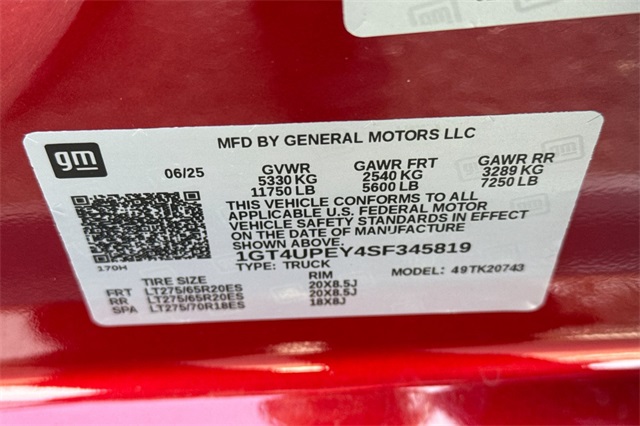 gm
MFD BY GENERAL MOTORS LLC
06/25 GVWR GAWR FRT GAWR RR
5330 KG 2540 KG 3289 KG
11750 LB 5600 LB 7250 LB
THIS VEHICLE CONFORMS TO ALL
APPLICABLE U.S. FEDERAL MOTOR
VEHICLE SAFETY STANDARDS IN EFFECT
ON THE DATE OF MANUFACTURE
SHOWN ABOVE.
1GT4UPEY4SF345819
170H TYPE: TRUCK MODEL: 49TK20743
TIRE SIZE RIM
FRT LT275/65R20ES 20X8.5J
RR LT275/65R20ES 20X8.5J
SPA LT275/70R18ES 18X8J